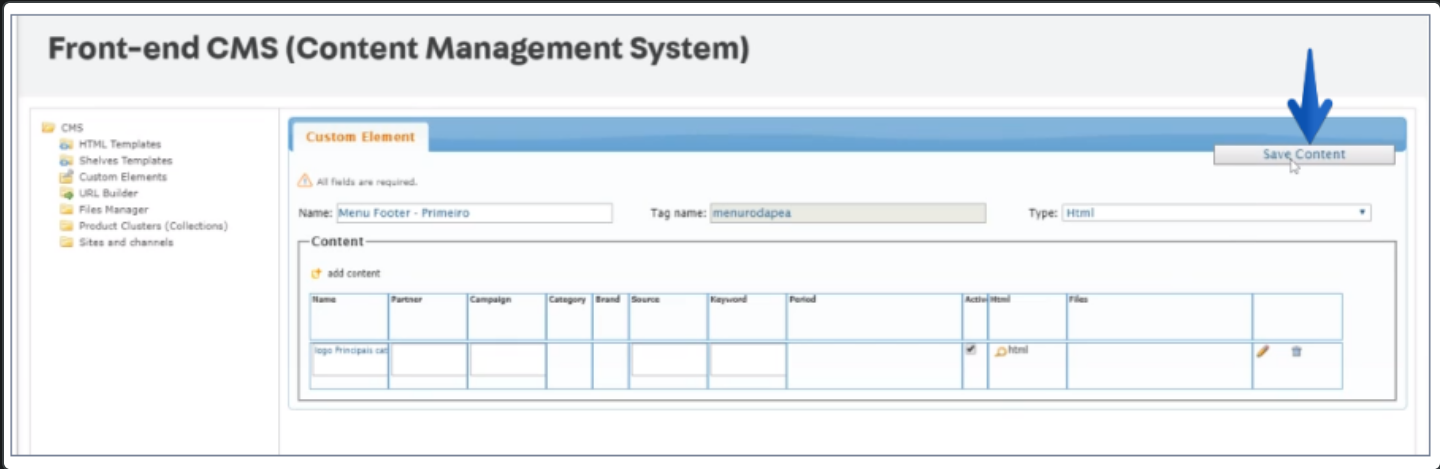 Front-end CMS (Content Management System)
CMS
HTML Templates
Shelves Templates
Custom Elements
URL Builder
Files Manager
Product Clusters (Collections)
Sites and channels
Custom Element
Save Content
All fields are required.
Name: Menu Footer - Primeiro Tag name: menurodapea Type: Html
Content
add content
Name Partner Campaign Category Brand Source Keyword Period Activ Html Files
logo Principais cat html